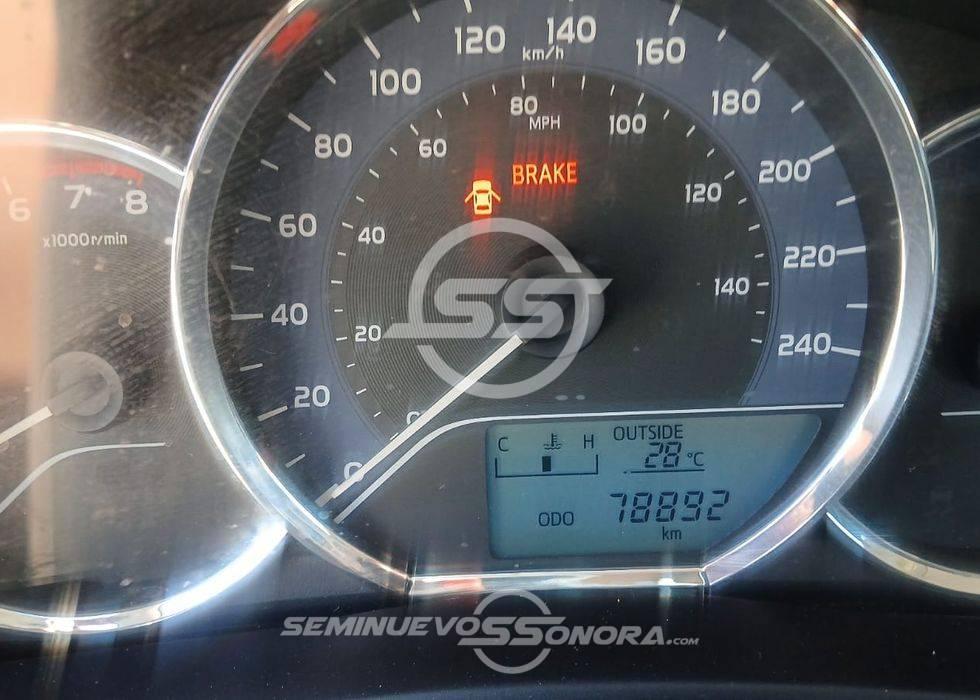 120
140
km/h
160
100
180
80
60
80
MPH
100
BRAKE
200
6
7
8
120
x1000r/min
60
40
220
140
SS
40
20
240
20
0
0
OUTSIDE
C
H
28 °C
ODO 78892
km
SEMINUEVOSSONORA.COM